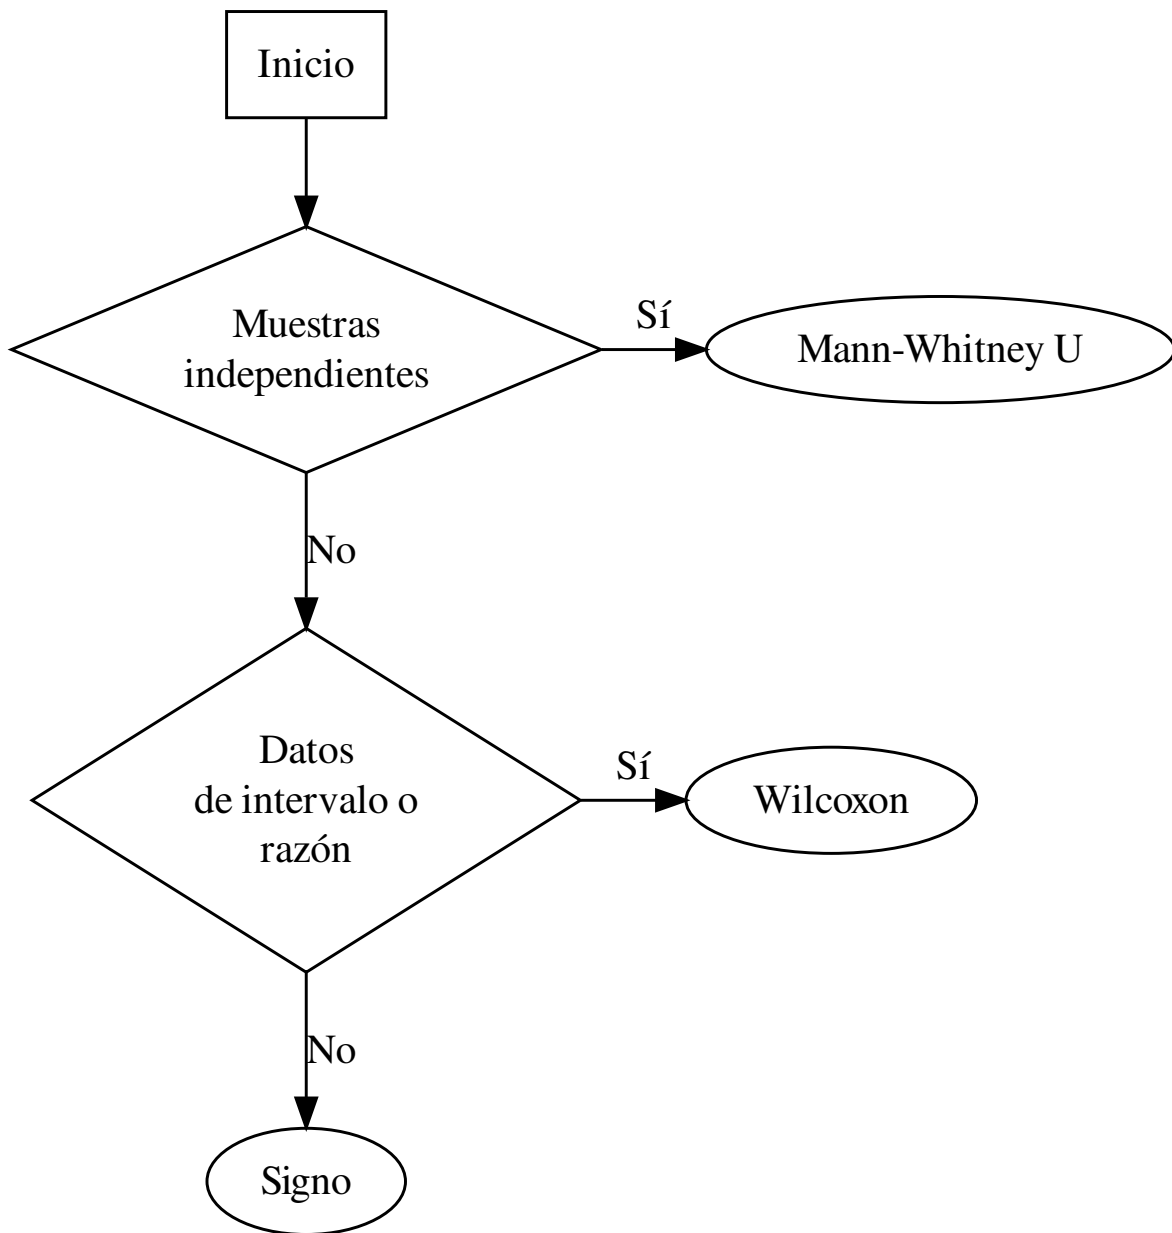 Inicio
Muestras
independientes
Sí
Mann-Whitney U
No
Datos
de intervalo o
razón
Sí
Wilcoxon
No
Signo